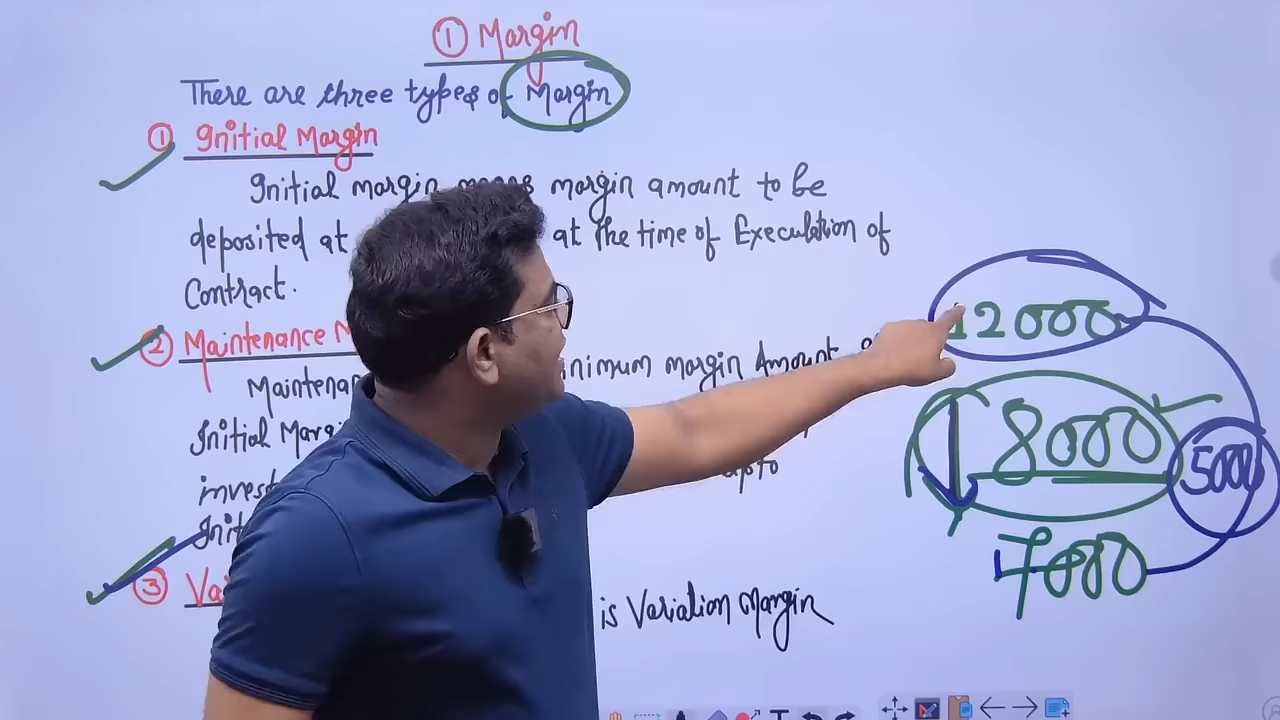 ① Margin
There are three types of Margin
① Initial Margin
Initial margin means margin amount to be
deposited at at the time of Execution of
Contract.
② Maintenance M
Maintenan inimum margin Amount
Initial Margi
invest upto
Init
③ Va
is Variation Margin
12000
8000
5000
7000